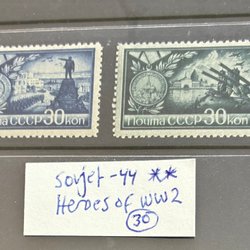 ПОЧТА СССР 30 КОП
ПОЧТА СССР 30 КОП
Sovjet-44 **
Heroes of WW2
30